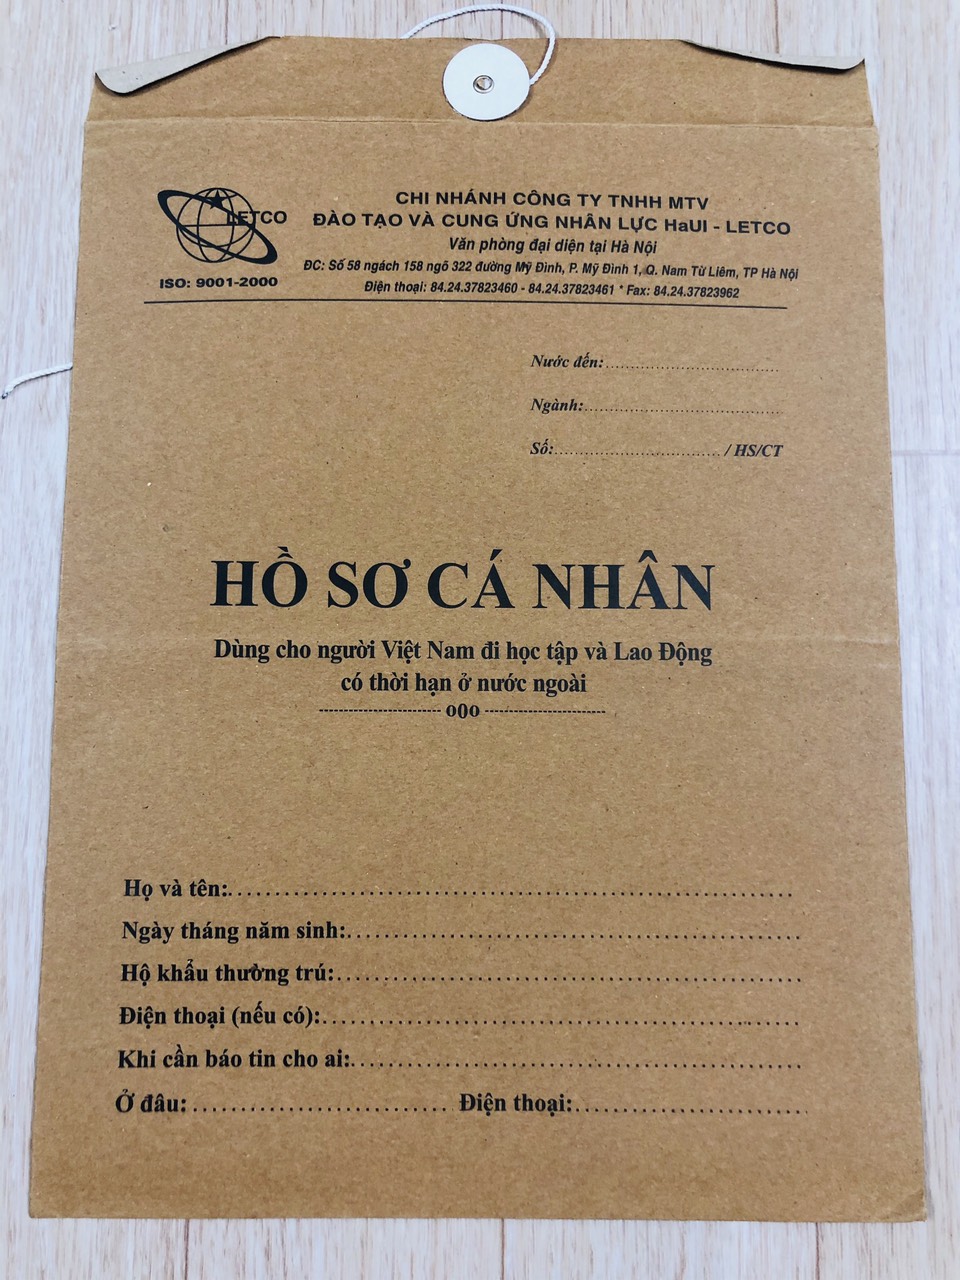 LETCO
ISO: 9001-2000
CHI NHÁNH CÔNG TY TNHH MTV
ĐÀO TẠO VÀ CUNG ỨNG NHÂN LỰC HaUI - LETCO
Văn phòng đại diện tại Hà Nội
ĐC: Số 58 ngách 158 ngõ 322 đường Mỹ Đình, P. Mỹ Đình 1, Q. Nam Từ Liêm, TP Hà Nội
Điện thoại: 84.24.37823460 - 84.24.37823461 * Fax: 84.24.37823962
Nước đến:
Ngành:
Số: / HS/CT
HỒ SƠ CÁ NHÂN
Dùng cho người Việt Nam đi học tập và Lao Động
có thời hạn ở nước ngoài
o0o
Họ và tên:
Ngày tháng năm sinh:
Hộ khẩu thường trú:
Điện thoại (nếu có):
Khi cần báo tin cho ai:
Ở đâu: Điện thoại: